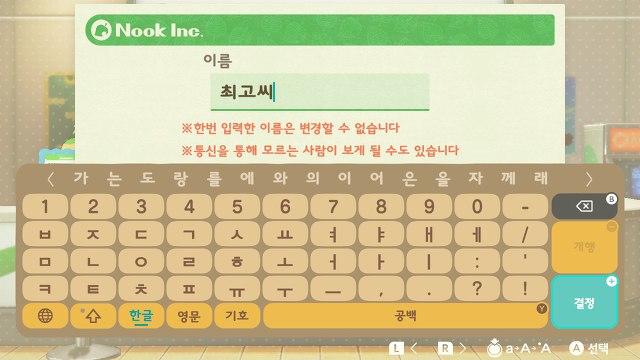 Nook Inc.
이름
최고씨
※한번 입력한 이름은 변경할 수 없습니다
※통신을 통해 모르는 사람이 보게 될 수도 있습니다
〈 가 는 도 랑 를 에 와 의 이 어 은 을 자 께 래 〉
1 2 3 4 5 6 7 8 9 0 - B
ㅂ ㅈ ㄷ ㄱ ㅅ ㅛ ㅕ ㅑ ㅐ ㅔ / 개행
ㅁ ㄴ ㅇ ㄹ ㅎ ㅗ ㅓ ㅏ ㅣ : '
ㅋ ㅌ ㅊ ㅍ ㅠ ㅜ ㅡ , . ? ! 결정
한글 영문 기호 공백 Y
L 〈 R 〉 a→A→*A A 선택